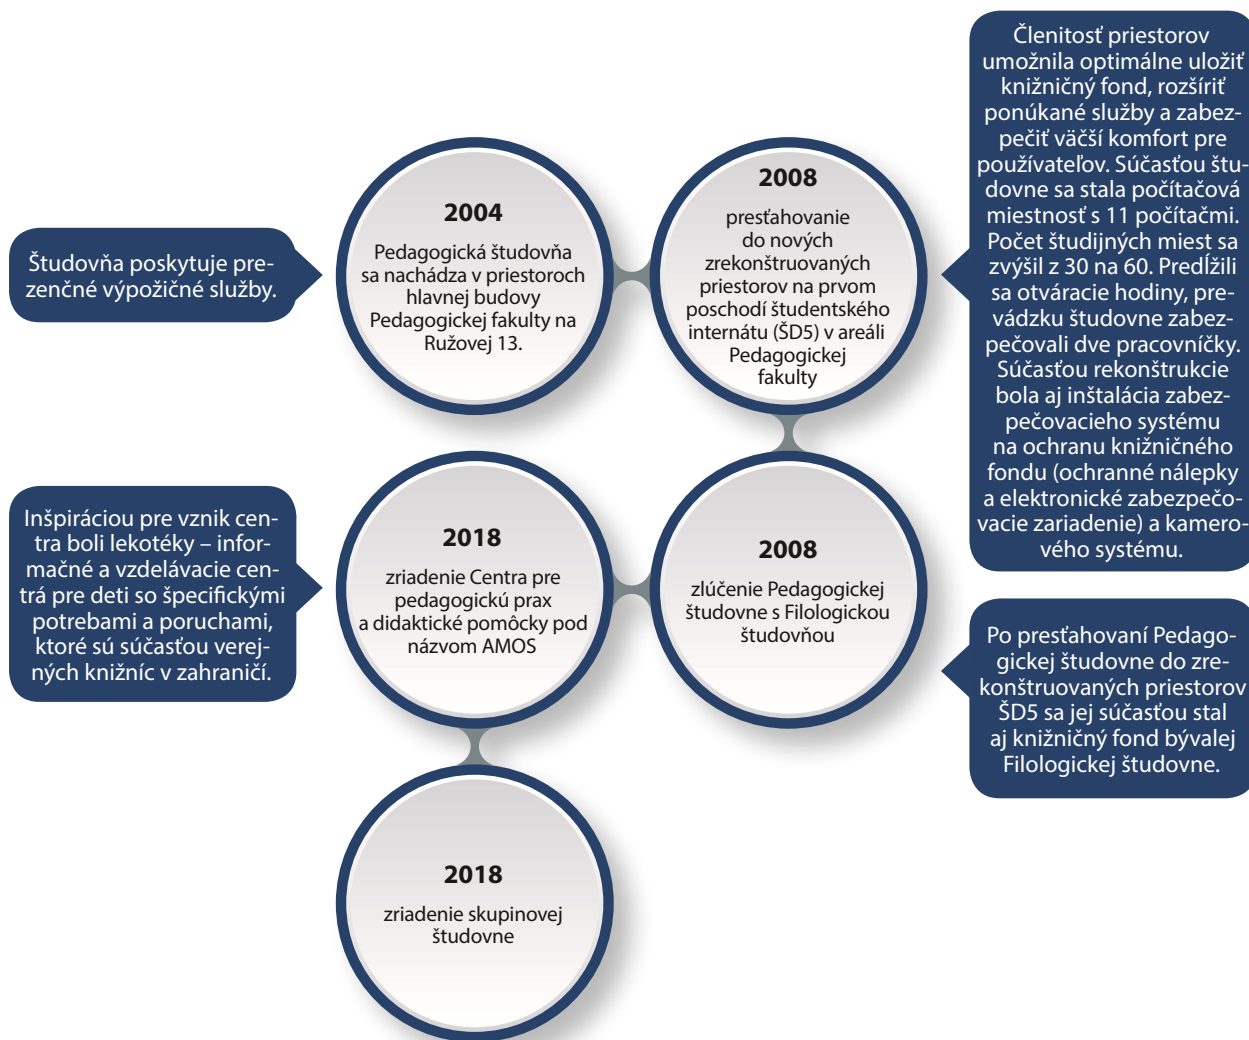 Študovňa poskytuje pre-
zenčné výpožičné služby.
2004
Pedagogická študovňa
sa nachádza v priestoroch
hlavnej budovy
Pedagogickej fakulty na
Ružovej 13.
2008
presťahovanie
do nových
zrekonštruovaných
priestorov na prvom
poschodí študentského
internátu (ŠD5) v areáli
Pedagogickej
fakulty
Členitosť priestorov
umožnila optimálne uložiť
knižničný fond, rozšíriť
ponúkané služby a zabez-
pečiť väčší komfort pre
používateľov. Súčasťou štu-
dovne sa stala počítačová
miestnosť s 11 počítačmi.
Počet študijných miest sa
zvýšil z 30 na 60. Predĺžili
sa otváracie hodiny, pre-
vádzku študovne zabez-
pečovali dve pracovníčky.
Súčasťou rekonštrukcie
bola aj inštalácia zabez-
pečovacieho systému
na ochranu knižničného
fondu (ochranné nálepky
a elektronické zabezpečo-
vacie zariadenie) a kamero-
vého systému.
2008
zlúčenie Pedagogickej
študovne s Filologickou
študovňou
Po presťahovaní Pedago-
gickej študovne do zre-
konštruovaných priestorov
ŠD5 sa jej súčasťou stal
aj knižničný fond bývalej
Filologickej študovne.
2018
zriadenie Centra pre
pedagogickú prax
a didaktické pomôcky pod
názvom AMOS
Inšpiráciou pre vznik cen-
tra boli lekotéky – infor-
mačné a vzdelávacie cen-
trá pre deti so špecifickými
potrebami a poruchami,
ktoré sú súčasťou verej-
ných knižníc v zahraničí.
2018
zriadenie skupinovej
študovne